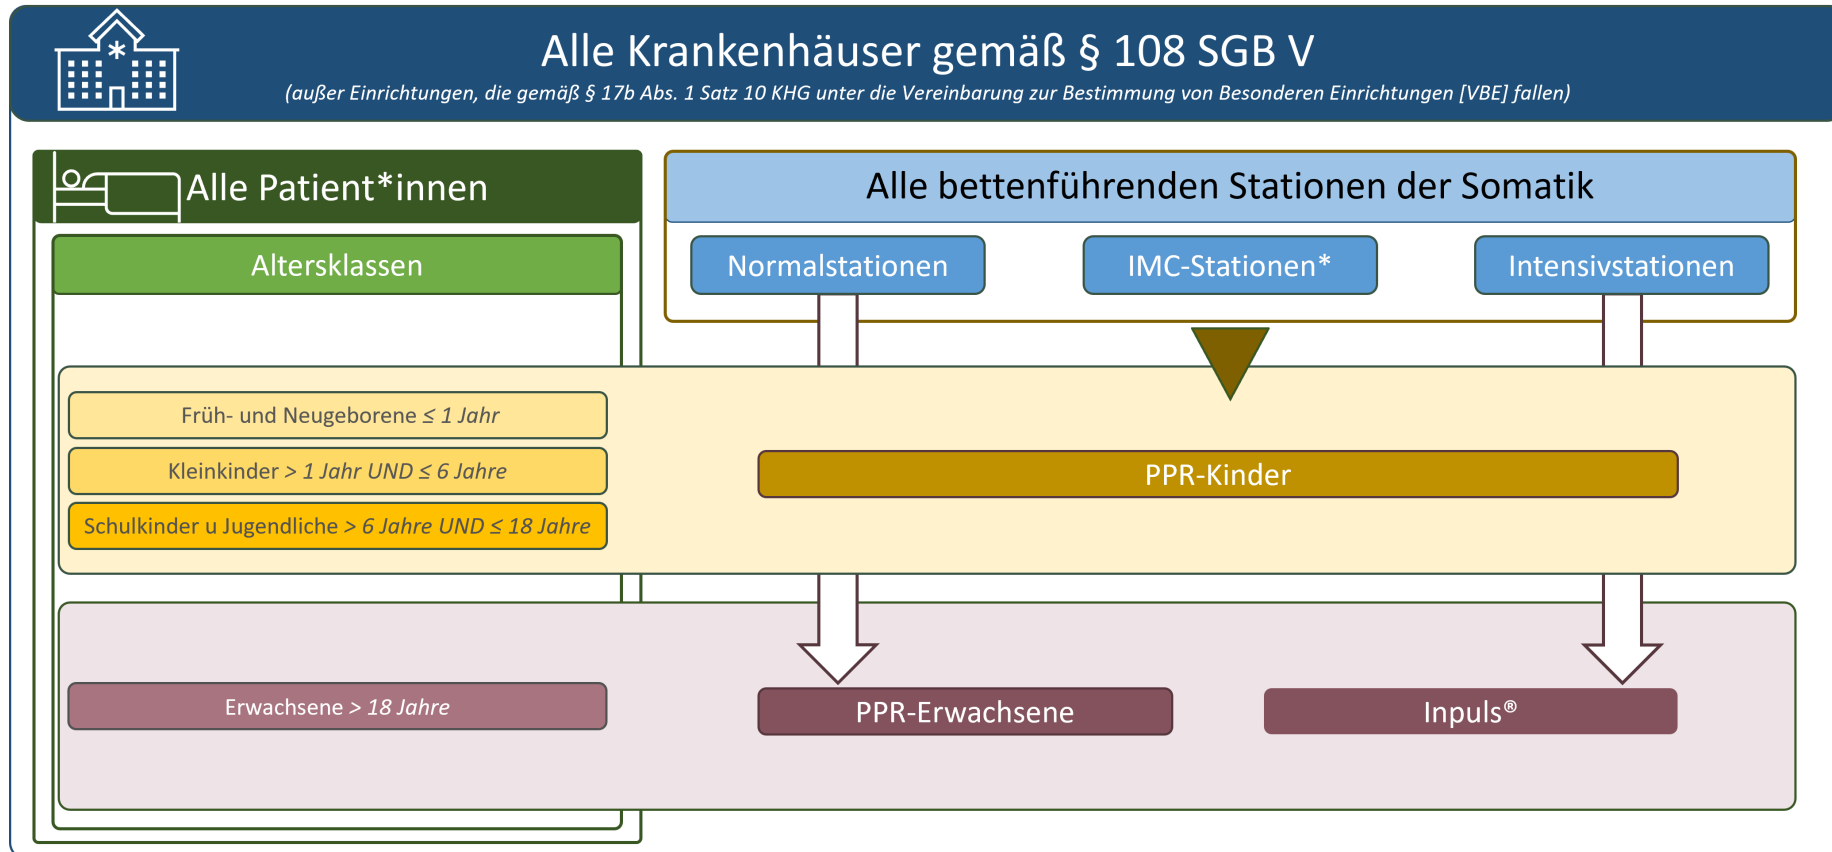 Alle Krankenhäuser gemäß § 108 SGB V
(außer Einrichtungen, die gemäß § 17b Abs. 1 Satz 10 KHG unter die Vereinbarung zur Bestimmung von Besonderen Einrichtungen [VBE] fallen)
Alle Patient*innen
Alle bettenführenden Stationen der Somatik
Altersklassen
Normalstationen
IMC-Stationen*
Intensivstationen
Früh- und Neugeborene ≤ 1 Jahr
Kleinkinder > 1 Jahr UND ≤ 6 Jahre
Schulkinder u Jugendliche > 6 Jahre UND ≤ 18 Jahre
PPR-Kinder
Erwachsene > 18 Jahre
PPR-Erwachsene
Inpuls®